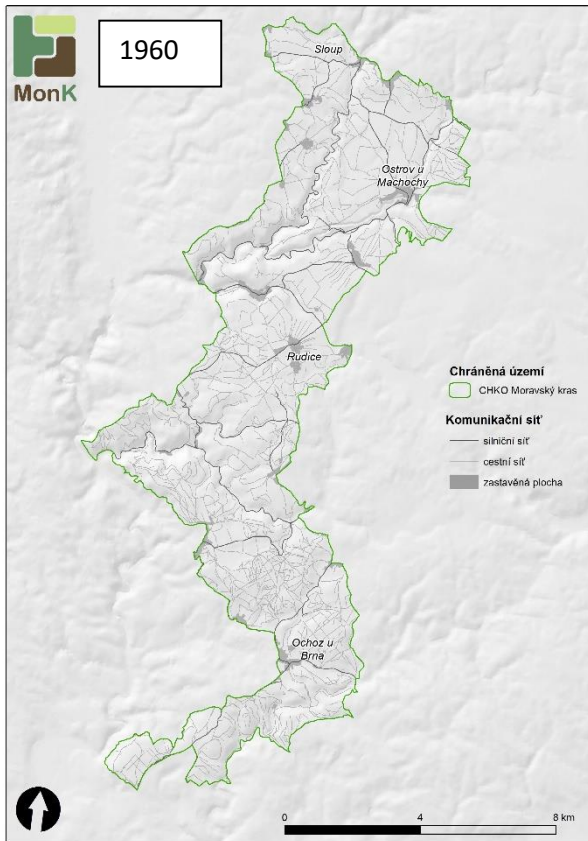 MonK
1960
Sloup
Ostrov u
Machochy
Rudice
Chráněná území
CHKO Moravský kras
Komunikační síť
silniční síť
cestní síť
zastavěná plocha
Ochoz u
Brna
0 4 8 km